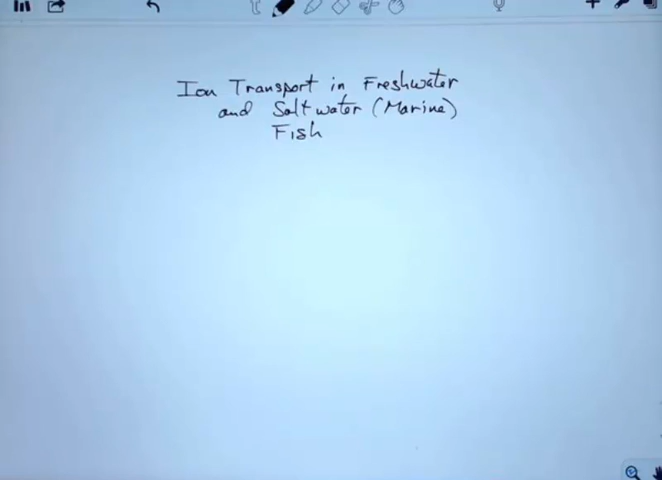 Ion Transport in Freshwater
and Saltwater (Marine)
Fish